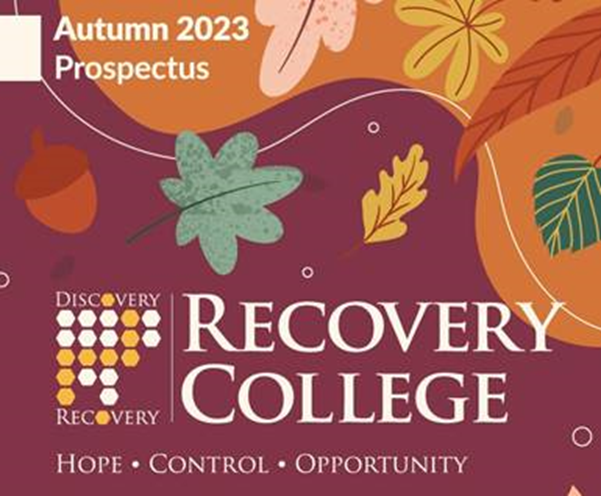 Autumn 2023
Prospectus
DISCOVERY
RECOVERY
RECOVERY
COLLEGE
HOPE • CONTROL • OPPORTUNITY